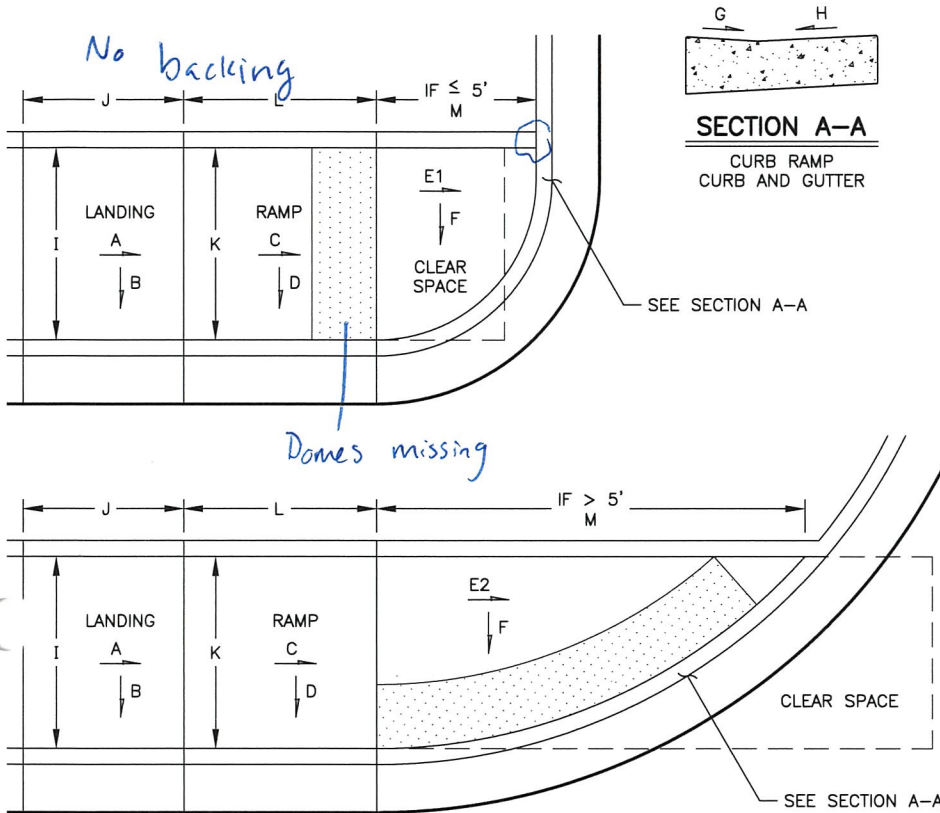 No backing
G H
J L IF ≤ 5'
M
SECTION A–A
CURB RAMP
CURB AND GUTTER
E1
LANDING RAMP F
I A K C
B D CLEAR
SPACE
SEE SECTION A–A
Domes missing
J L IF > 5'
M
E2
LANDING RAMP F
I A K C
B D
CLEAR SPACE
SEE SECTION A–A